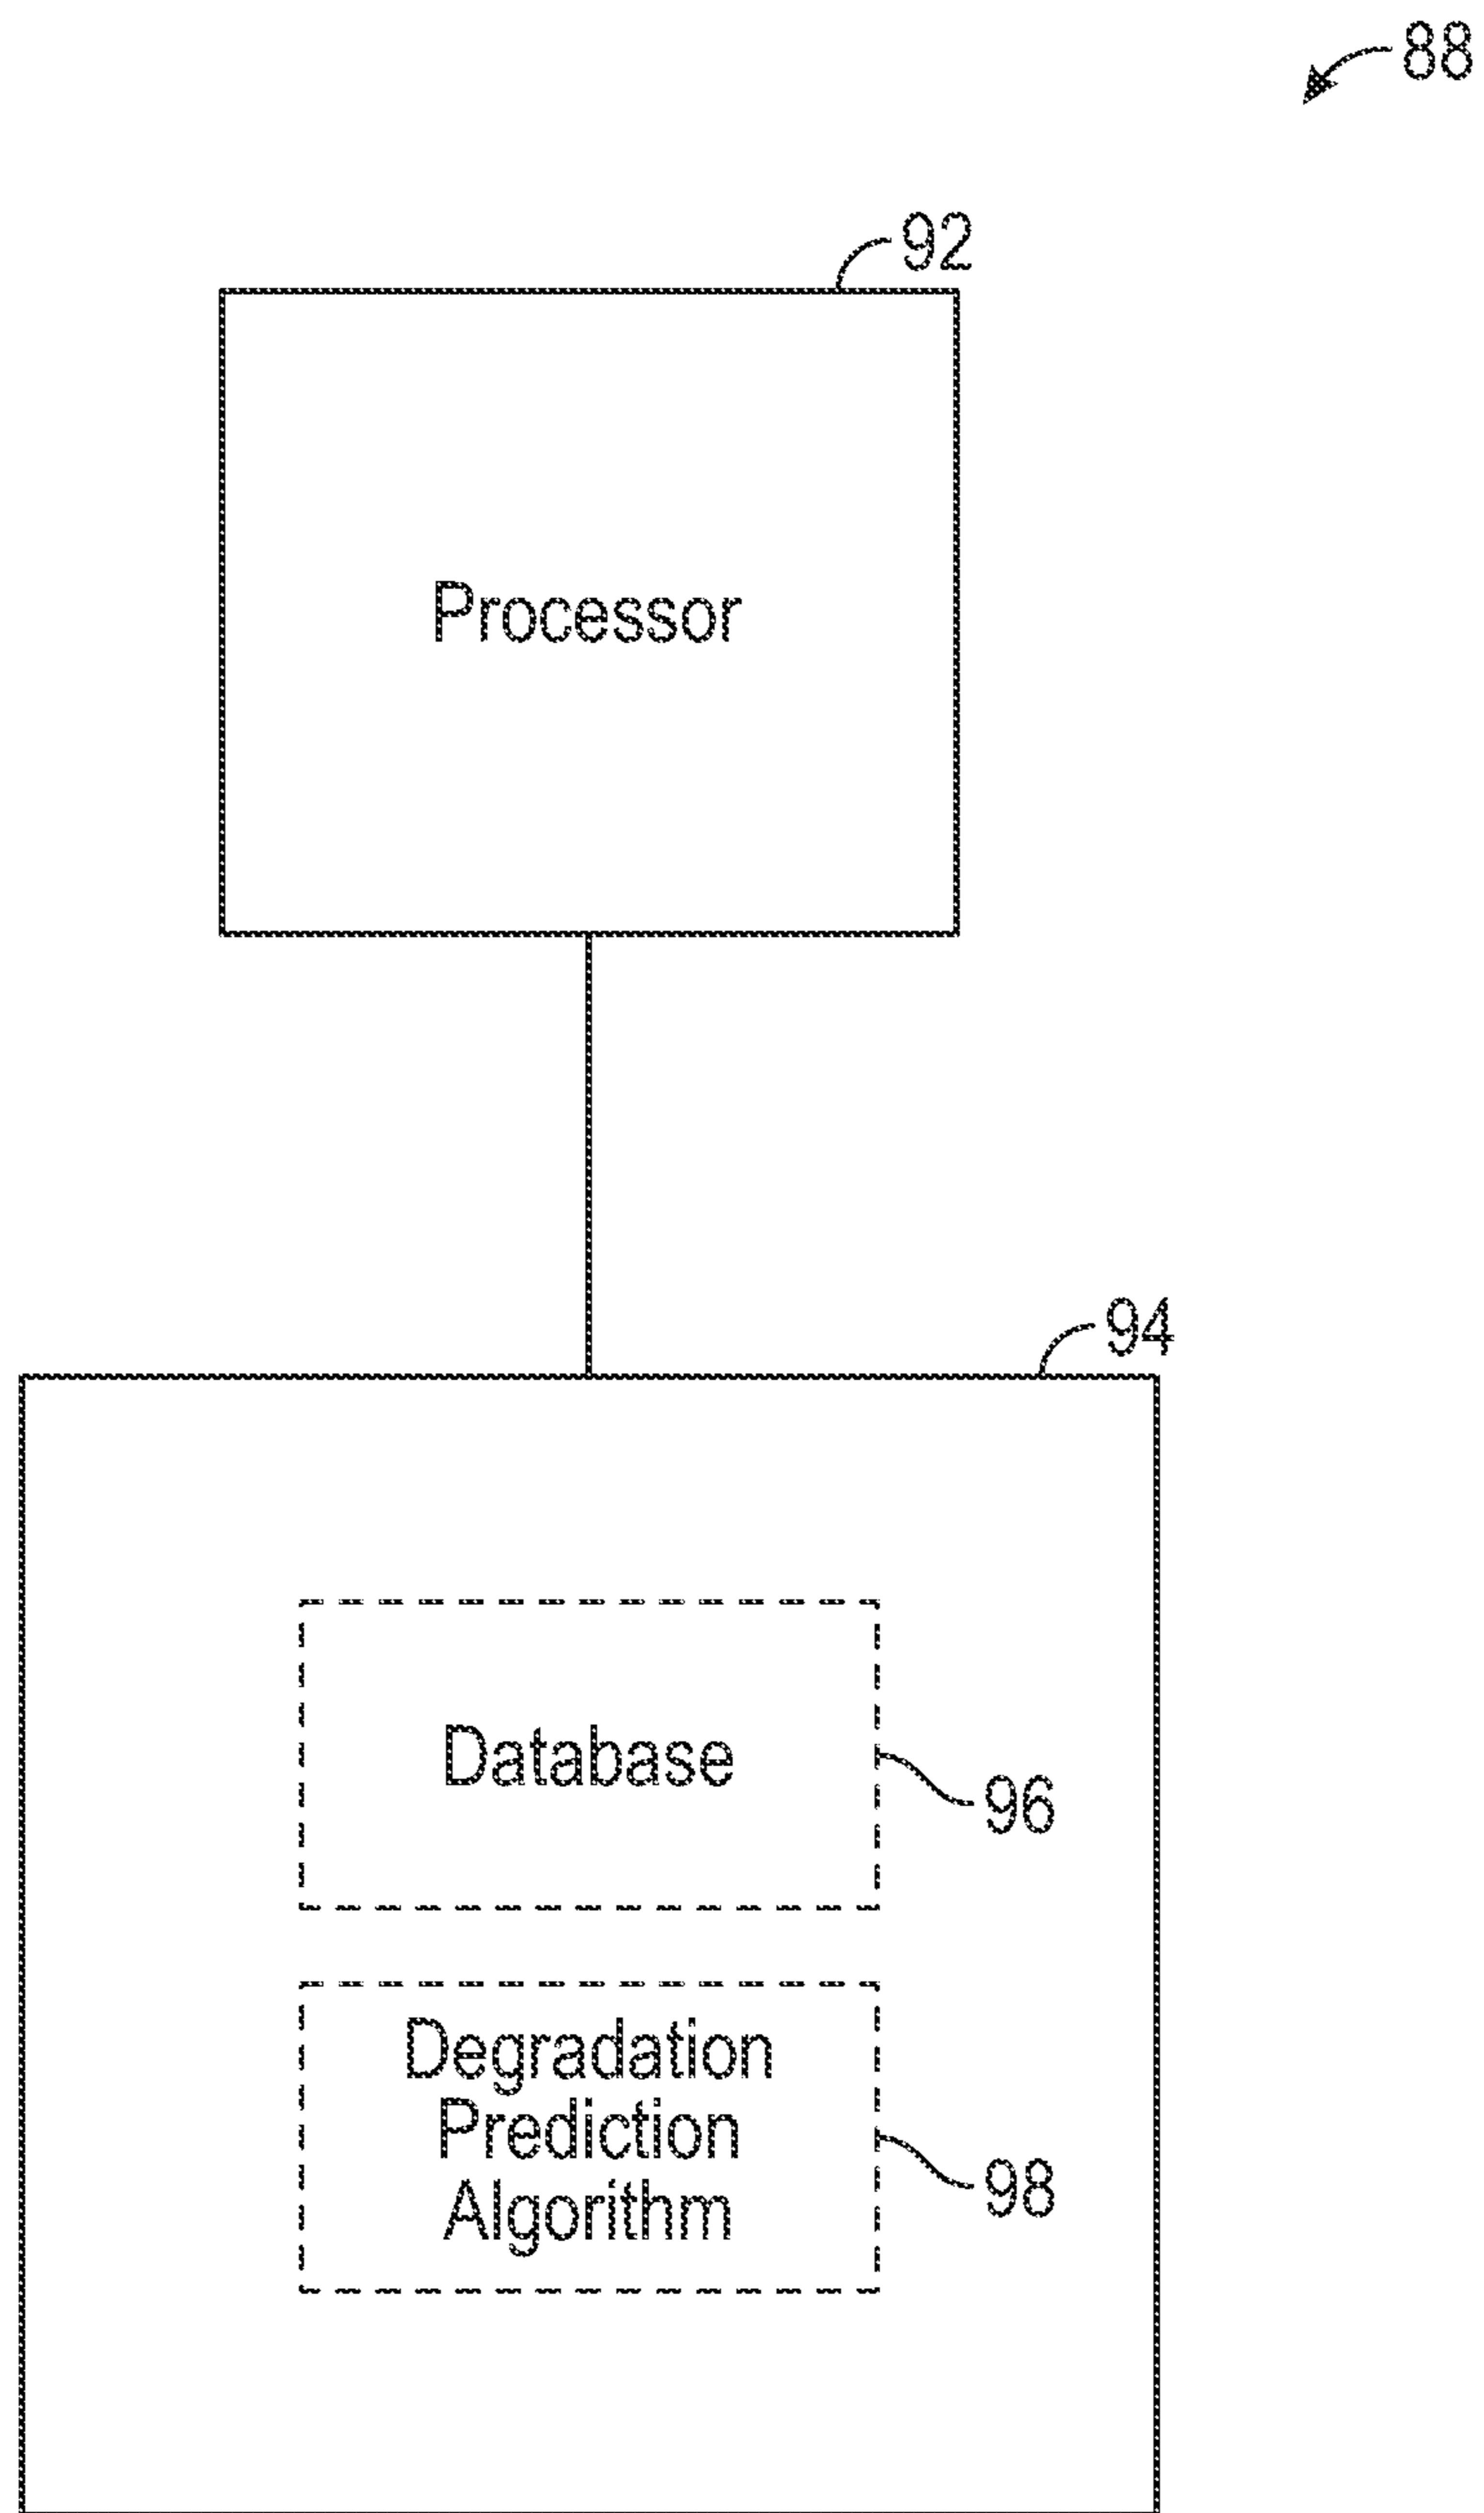 88
92
Processor
94
Database
96
Degradation
Prediction
Algorithm
98